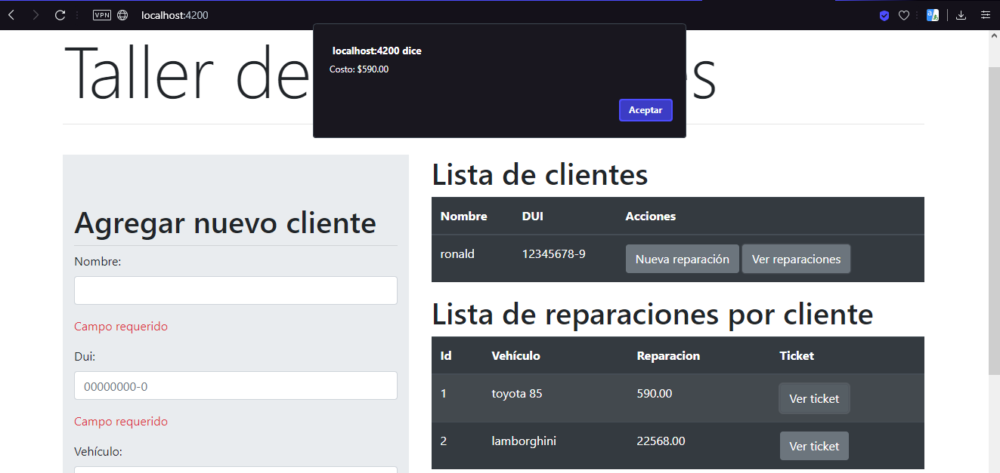 VPN localhost:4200
localhost:4200 dice
Costo: $590.00
Aceptar
Taller de
Agregar nuevo cliente
Nombre:
Campo requerido
Dui:
00000000-0
Campo requerido
Vehículo:
Lista de clientes
Nombre DUI Acciones
ronald 12345678-9 Nueva reparación Ver reparaciones
Lista de reparaciones por cliente
Id Vehículo Reparacion Ticket
1 toyota 85 590.00 Ver ticket
2 lamborghini 22568.00 Ver ticket